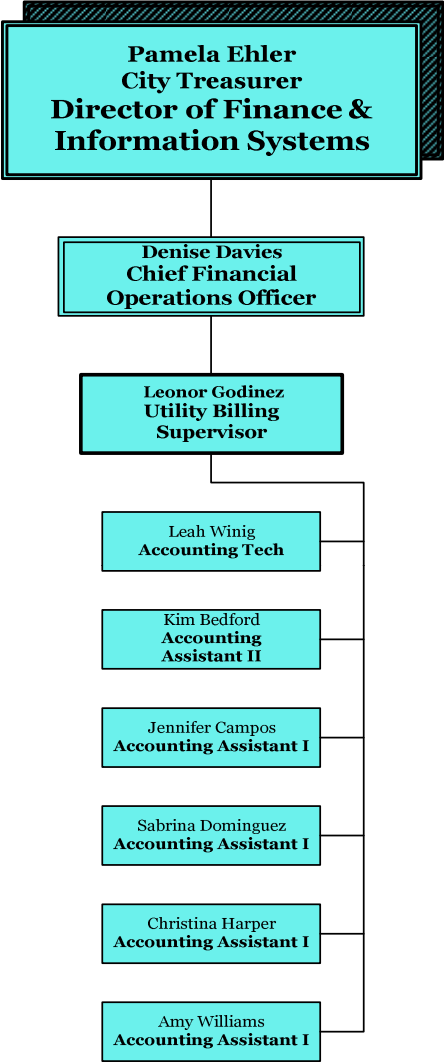 Pamela Ehler
City Treasurer
Director of Finance &
Information Systems
Denise Davies
Chief Financial
Operations Officer
Leonor Godinez
Utility Billing
Supervisor
Leah Winig
Accounting Tech
Kim Bedford
Accounting
Assistant II
Jennifer Campos
Accounting Assistant I
Sabrina Dominguez
Accounting Assistant I
Christina Harper
Accounting Assistant I
Amy Williams
Accounting Assistant I